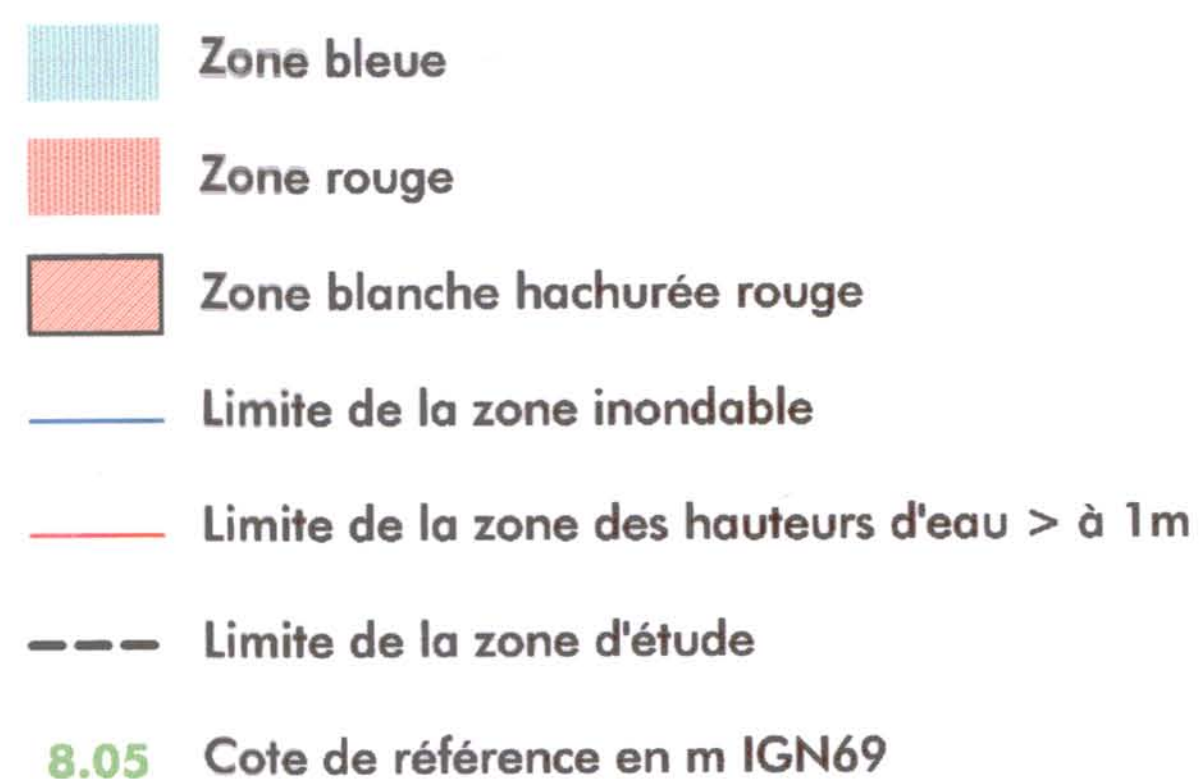 Zone bleue
Zone rouge
Zone blanche hachurée rouge
Limite de la zone inondable
Limite de la zone des hauteurs d'eau > à 1m
Limite de la zone d'étude
8.05 Cote de référence en m IGN69